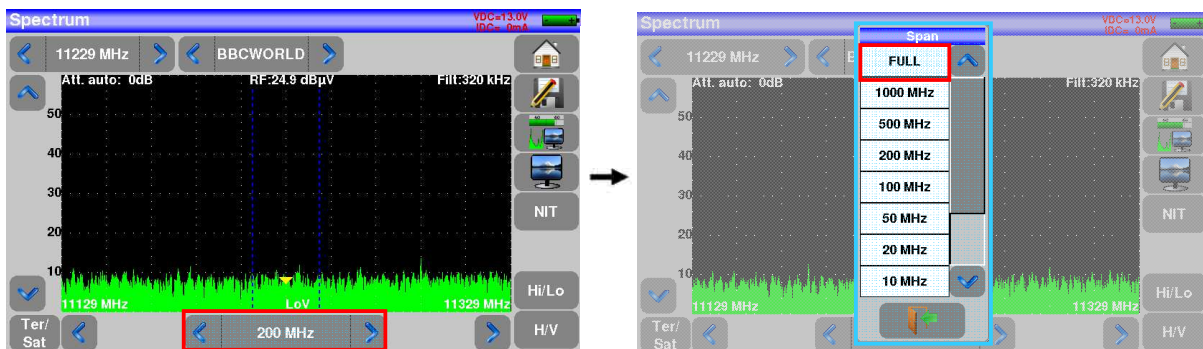 Spectrum
VDC=13.0V
IDC= 0mA
11229 MHz
BBCWORLD
Att. auto: 0dB
RF:24.9 dBµV
Filt:320 kHz
50
40
30
20
10
NIT
11129 MHz
LoV
11329 MHz
Hi/Lo
Ter/
Sat
200 MHz
H/V
Spectrum
VDC=13.0V
IDC= 0mA
Span
11229 MHz
FULL
Att. auto: 0dB
Filt:320 kHz
1000 MHz
500 MHz
200 MHz
100 MHz
50 MHz
20 MHz
10 MHz
50
40
30
20
10
NIT
11129 MHz
11329 MHz
Hi/Lo
Ter/
Sat
H/V